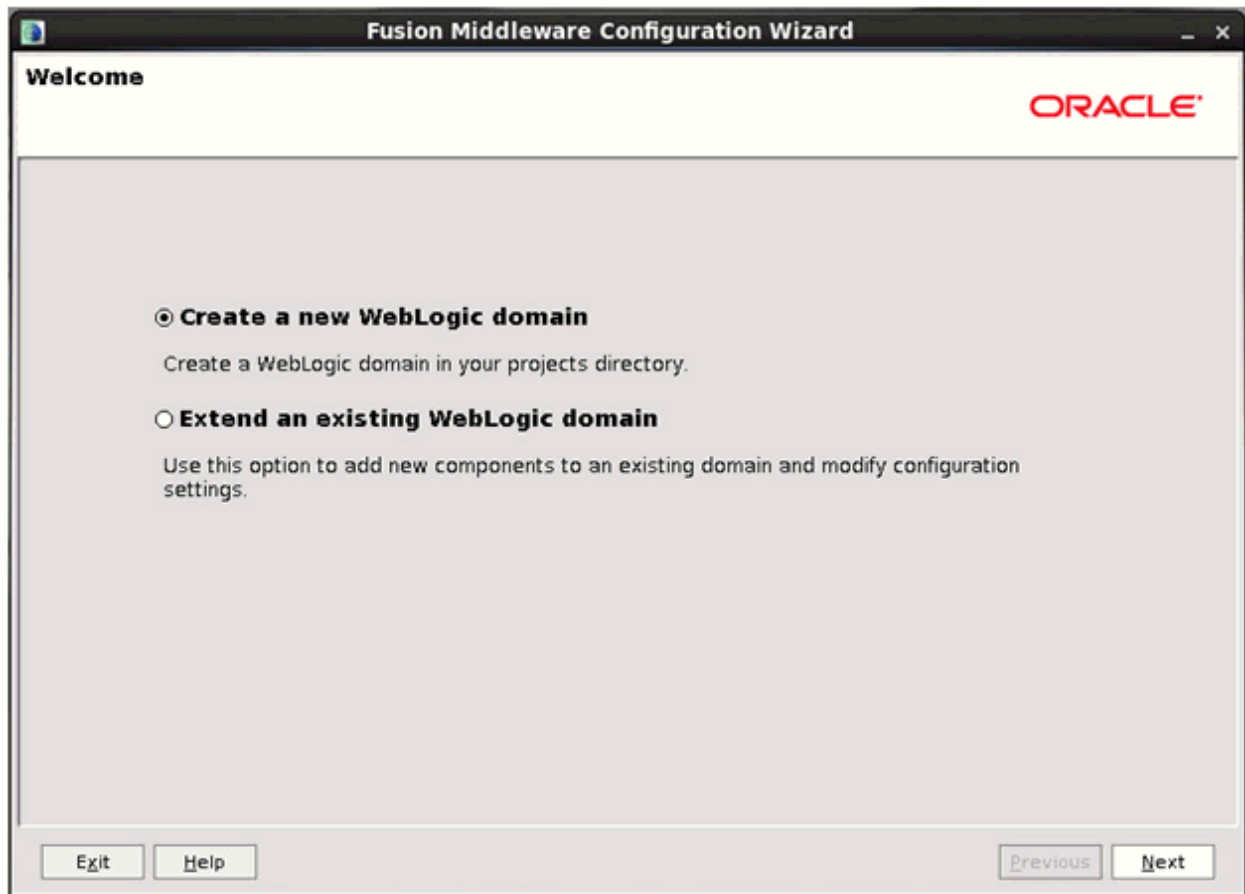 Fusion Middleware Configuration Wizard
Welcome
ORACLE
Create a new WebLogic domain
Create a WebLogic domain in your projects directory.
Extend an existing WebLogic domain
Use this option to add new components to an existing domain and modify configuration
settings.
Exit Help Previous Next